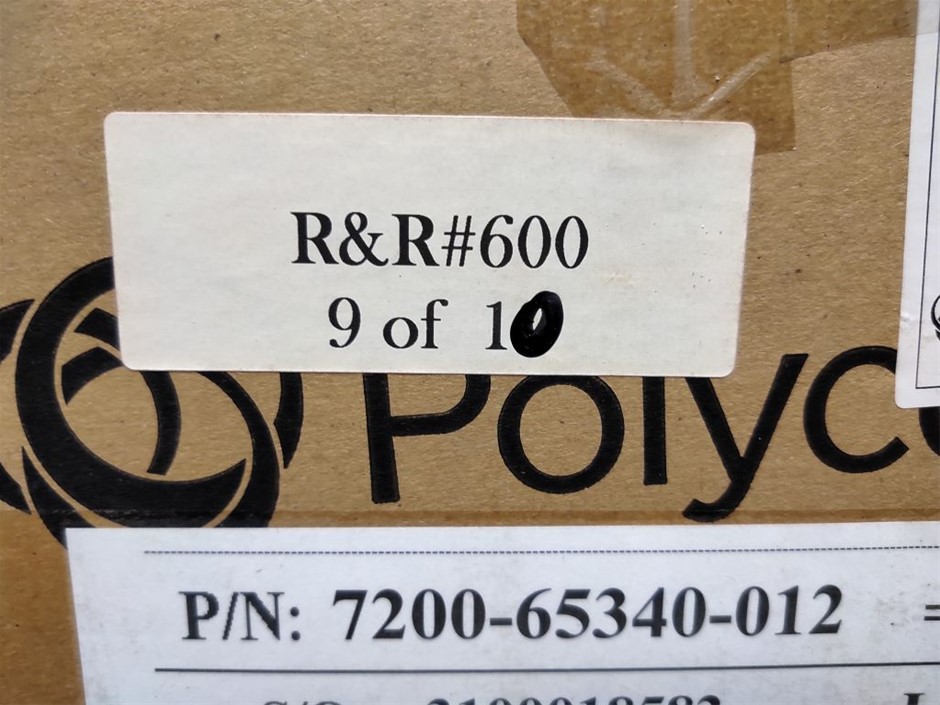 R&R#600
9 of 10
Polyc
P/N: 7200-65340-012